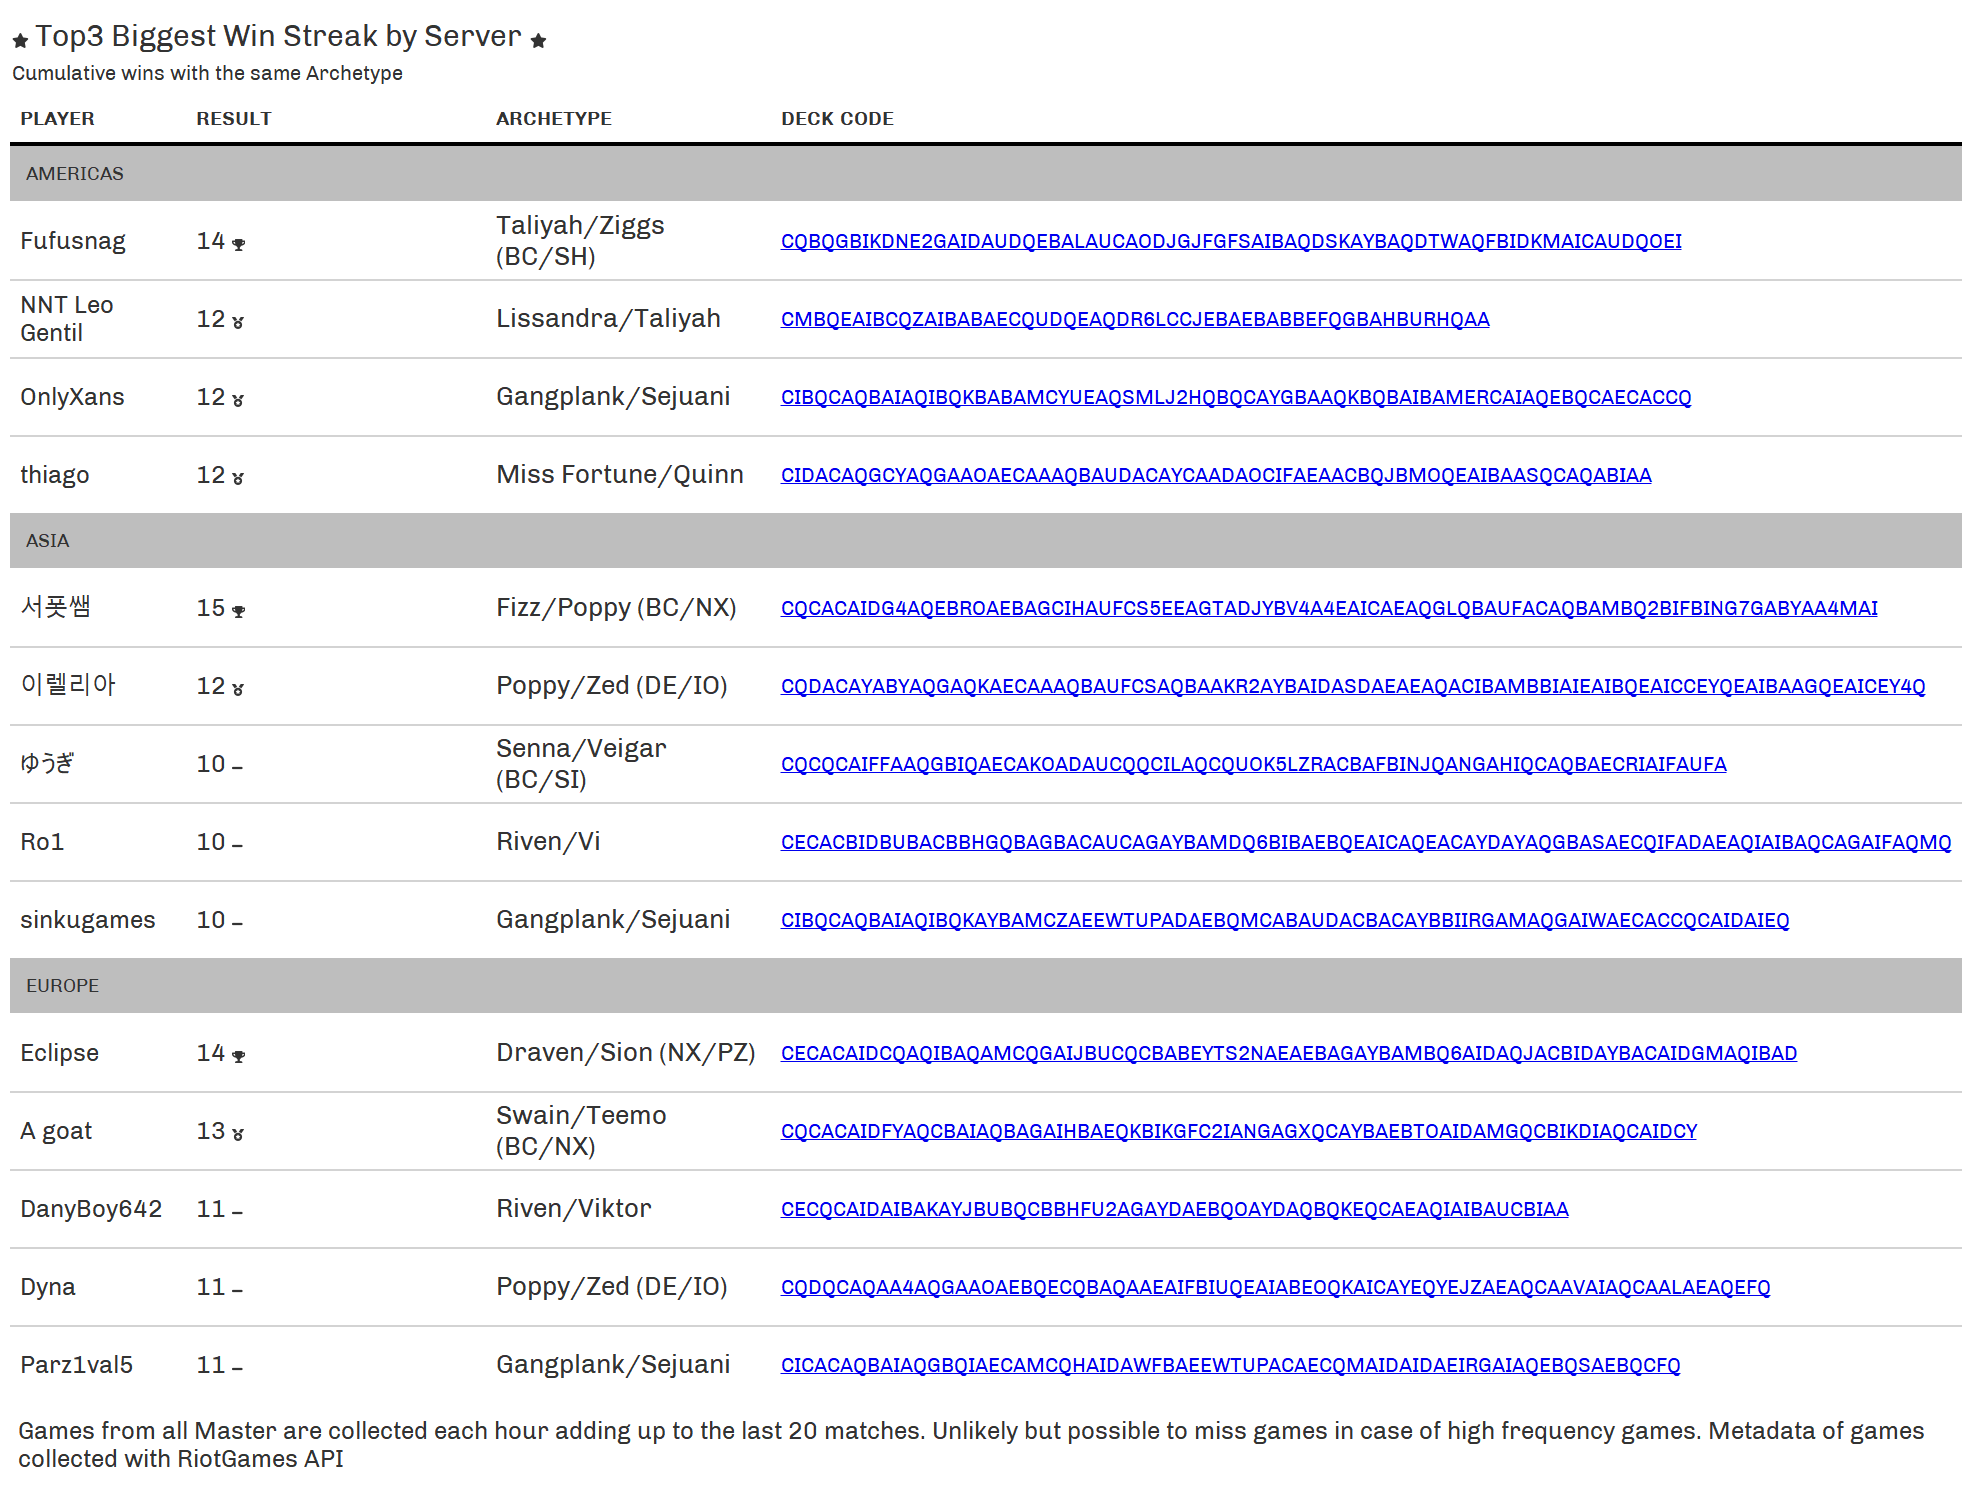 ★ Top3 Biggest Win Streak by Server ★
Cumulative wins with the same Archetype
PLAYER RESULT ARCHETYPE DECK CODE
AMERICAS
Fufusnag 14 Taliyah/Ziggs (BC/SH) CQBQGBIKDNE2GAIDAUDQEBALAUCAODJGJFGFSAIBAQDSKAYBAQDTWAQFBIDKMAICAUDQOEI
NNT Leo Gentil 12 Lissandra/Taliyah CMBQEAIBCQZAIBABAECQUDQEAQDR6LCCJEBAEBABBEFQGBAHBURHQAA
OnlyXans 12 Gangplank/Sejuani CIBQCAQBAIAQIBQKBABAMCYUEAQSMLJ2HQBQCAYGBAAQKBQBAIBAMERCAIAQEBQCAECACCQ
thiago 12 Miss Fortune/Quinn CIDACAQGCYAQGAAOAECAAAQBAUDACAYCAADAOCIFAEAACBQJBMOQEAIBAASQCAQABIAA
ASIA
서폿쌤 15 Fizz/Poppy (BC/NX) CQCACAIDG4AQEBROAEBAGCIHAUFCS5EEAGTADJYBV4A4EAICAEAQGLQBAUFACAQBAMBQ2BIFBING7GABYAA4MAI
이렐리아 12 Poppy/Zed (DE/IO) CQDACAYABYAQGAQKAECAAAQBAUFCSAQBAAKR2AYBAIDASDAEAEAQACIBAMBBIAIEAIBQEAICCEYQEAIBAAGQEAICEY4Q
ゆうぎ 10 – Senna/Veigar (BC/SI) CQCQCAIFFAAQGBIQAECAKOADAUCQQCILAQCQUOK5LZRACBAFBINJQANGAHIQCAQBAECRIAIFAUFA
Ro1 10 – Riven/Vi CECACBIDBUBACBBHGQBAGBACAUCAGAYBAMDQ6BIBAEBQEAICAQEACAYDAYAQGBASAECQIFADAEAQIAIBAQCAGAIFAQMQ
sinkugames 10 – Gangplank/Sejuani CIBQCAQBAIAQIBQKAYBAMCZAEEWTUPADAEBQMCABAUDACBACAYBBIIRGAMAQGAIWAECACCQCAIDAIEQ
EUROPE
Eclipse 14 Draven/Sion (NX/PZ) CECACAIDCQAQIBAQAMCQGAIJBUCQCBABEYTS2NAEAEBAGAYBAMBQ6AIDAQJACBIDAYBACAIDGMAQIBAD
A goat 13 Swain/Teemo (BC/NX) CQCACAIDFYAQCBAIAQBAGAIHBAEQKBIKGFC2IANGAGXQCAYBAEBTOAIDAMGQCBIKDIAQCAIDCY
DanyBoy642 11 – Riven/Viktor CECQCAIDAIBAKAYJBUBQCBBHFU2AGAYDAEBQOAYDAQBQKEQCAEAQIAIBAUCBIAA
Dyna 11 – Poppy/Zed (DE/IO) CQDQCAQAA4AQGAAOAEBQECQBAQAAEAIFBIUQEAIABEOQKAICAYEQYEJZAEAQCAAVAIAQCAALAEAQEFQ
Parz1val5 11 – Gangplank/Sejuani CICACAQBAIAQGBQIAECAMCQHAIDAWFBAEEWTUPACAECQMAIDAIDAEIRGAIAQEBQSAEBQCFQ
Games from all Master are collected each hour adding up to the last 20 matches. Unlikely but possible to miss games in case of high frequency games. Metadata of games
collected with RiotGames API